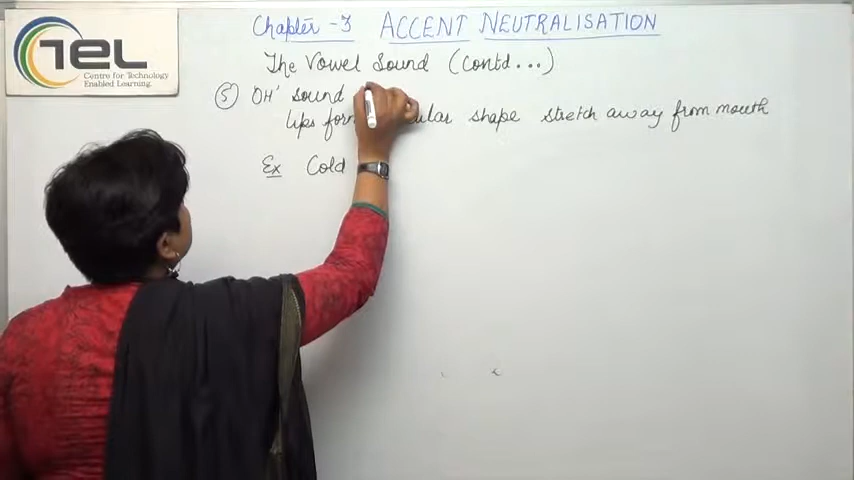 TEL
Centre for Technology
Enabled Learning
Chapter - 3 ACCENT NEUTRALISATION
The Vowel Sound (Contd...)
5 OH' sound
lips form shape stretch away from mouth
Ex Cold